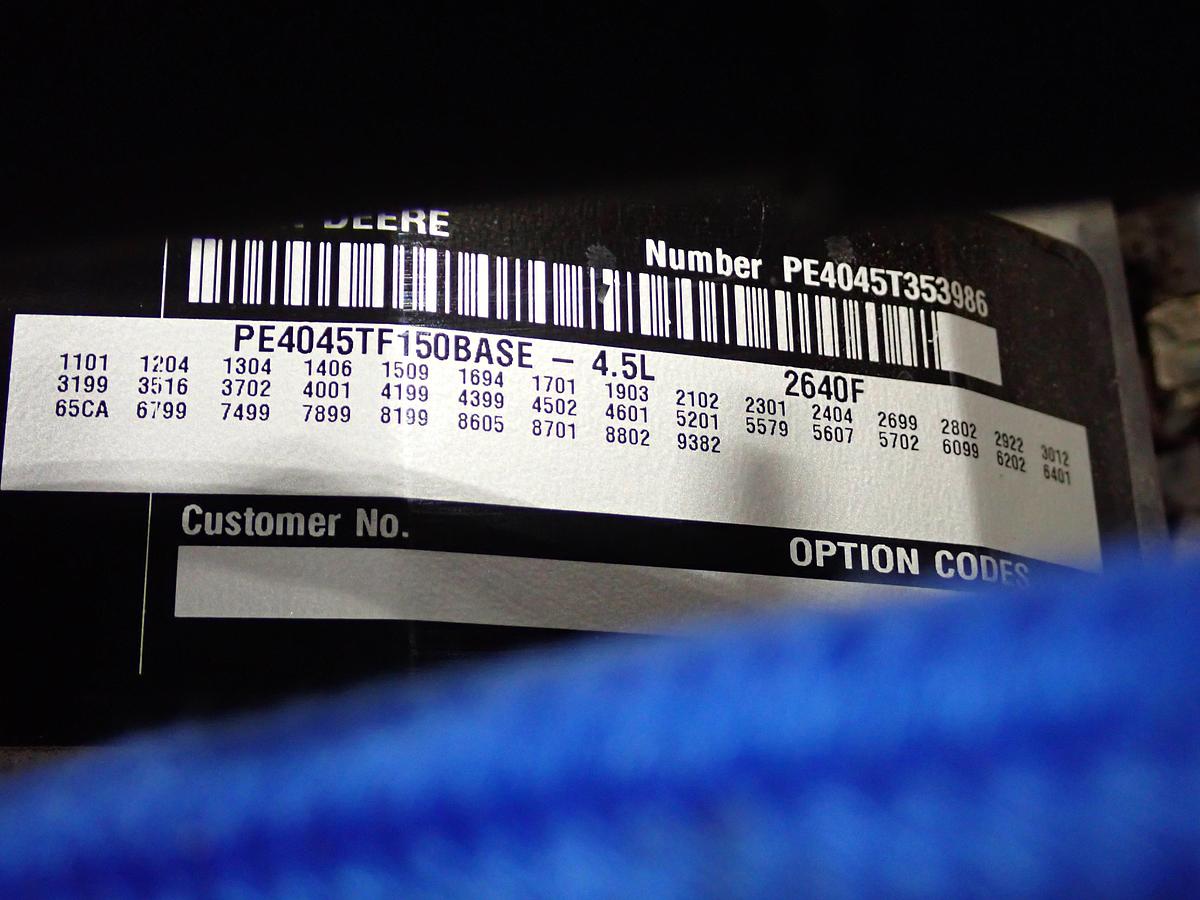 DEERE
Number PE4045T353986
PE4045TF150BASE – 4.5L 2640F
1101 1204 1304 1406 1509 1694 1701 1903 2102 2301 2404 2699 2802 2922 3012
3199 3516 3702 4001 4199 4399 4502 4601 5201 5579 5607 5702 6099 6202 6401
65CA 6799 7499 7899 8199 8605 8701 8802 9382
Customer No.
OPTION CODES